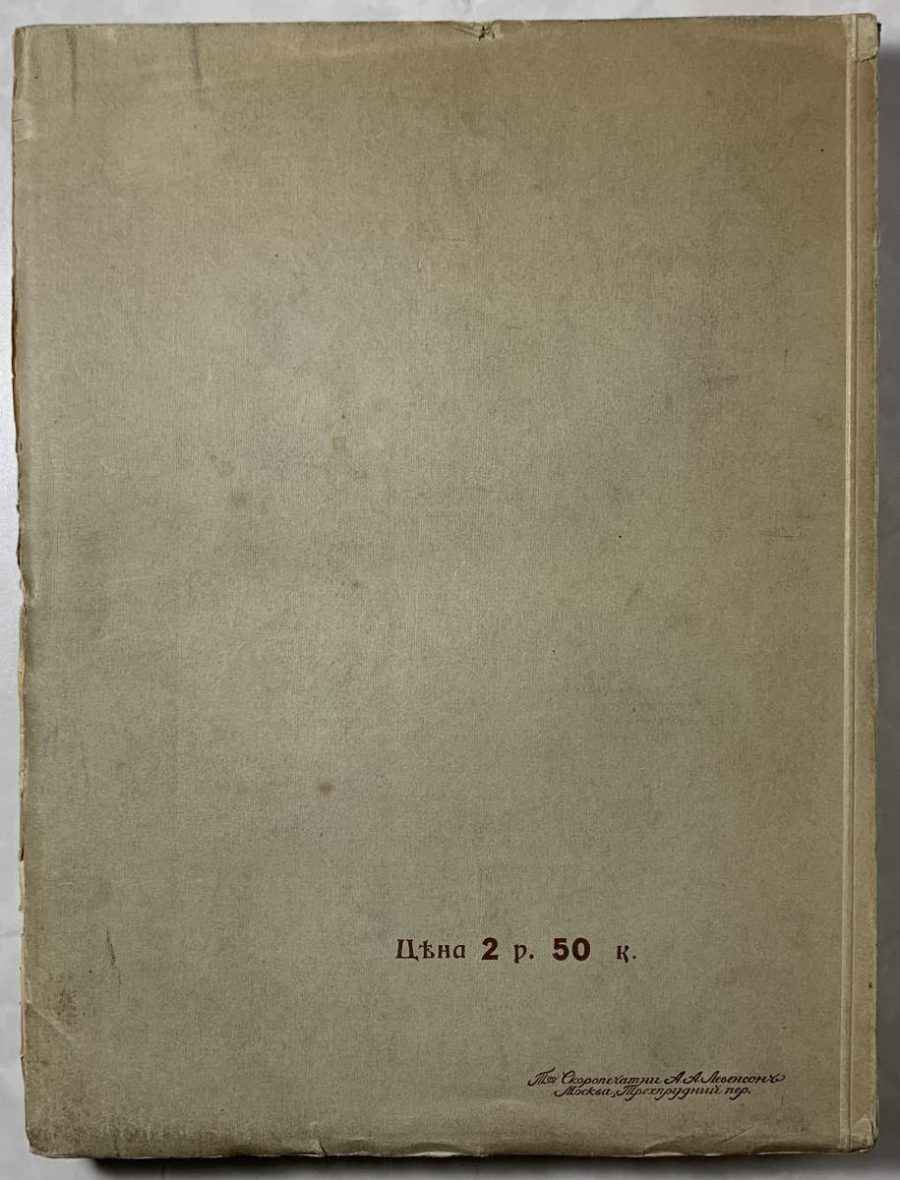 Цѣна 2 р. 50 к.
Т-во Скоропечатни А. А. Левенсонъ
Москва, Трехпрудный пер.